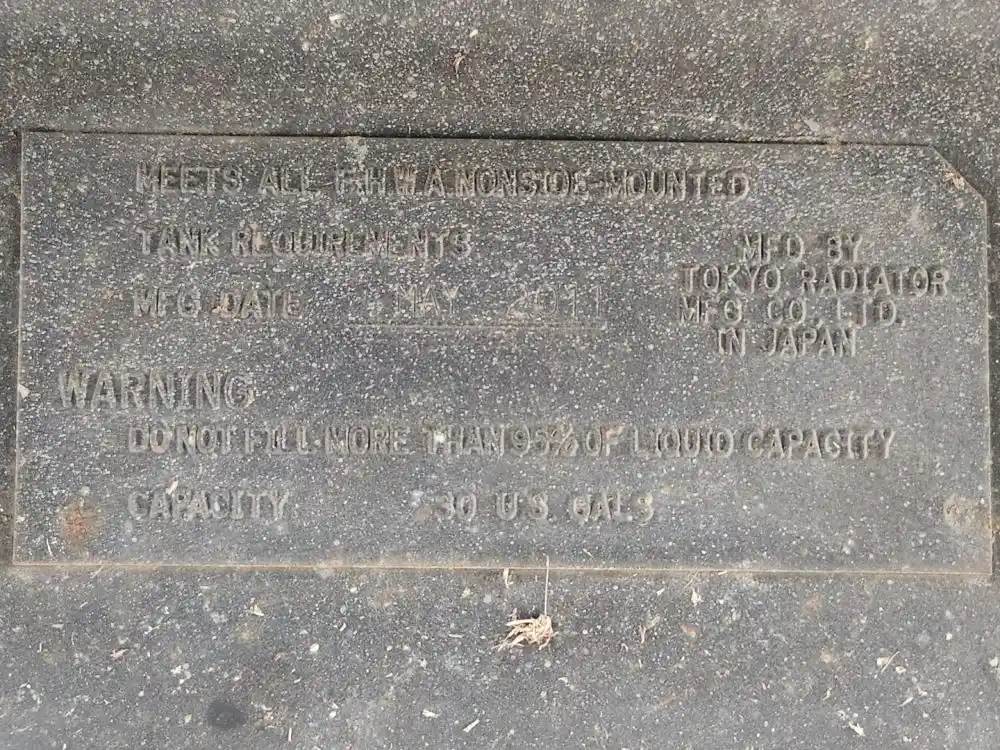 MEETS ALL F.H.W.A. NONSIDE-MOUNTED
TANK REQUIREMENTS
MFG DATE MAY 2011
MFD BY
TOKYO RADIATOR
MFG CO. LTD.
IN JAPAN
WARNING
DO NOT FILL MORE THAN 95% OF LIQUID CAPACITY
CAPACITY 30 U.S. GALS